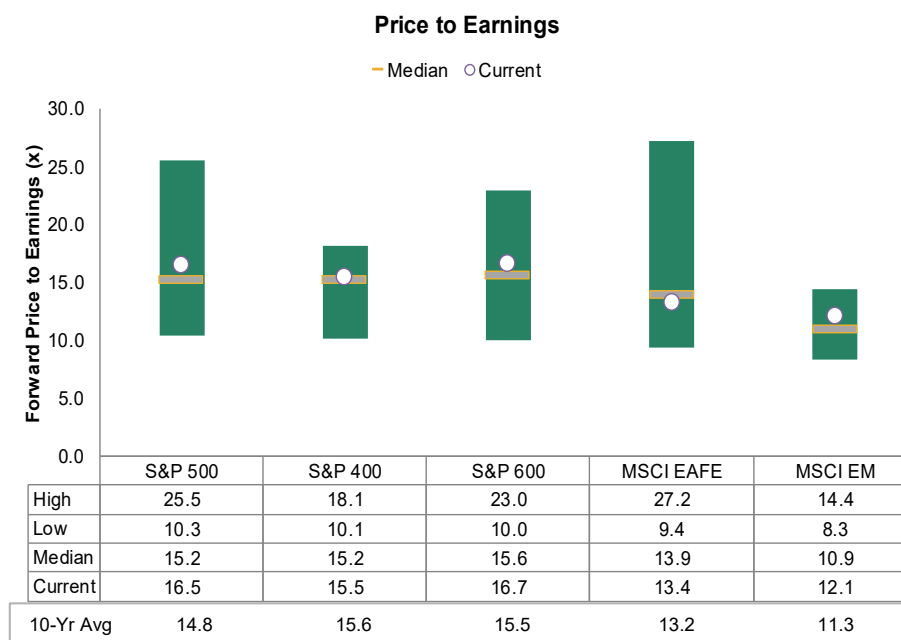 Price to Earnings
Median Current
Forward Price to Earnings (x)
30.0
25.0
20.0
15.0
10.0
5.0
0.0
S&P 500 S&P 400 S&P 600 MSCI EAFE MSCI EM
High 25.5 18.1 23.0 27.2 14.4
Low 10.3 10.1 10.0 9.4 8.3
Median 15.2 15.2 15.6 13.9 10.9
Current 16.5 15.5 16.7 13.4 12.1
10-Yr Avg 14.8 15.6 15.5 13.2 11.3